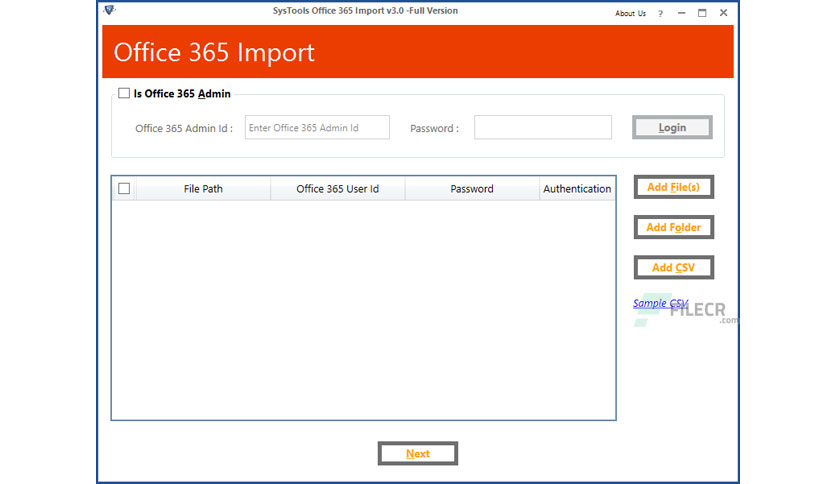 SysTools Office 365 Import v3.0 -Full Version
About Us ?
Office 365 Import
Is Office 365 Admin
Office 365 Admin Id : Enter Office 365 Admin Id Password : Login
File Path Office 365 User Id Password Authentication
Add File(s)
Add Folder
Add CSV
Sample CSV
FILECR
.com
Next